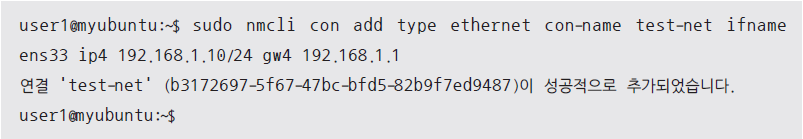 user1@myubuntu:~$ sudo nmcli con add type ethernet con-name test-net ifname
ens33 ip4 192.168.1.10/24 gw4 192.168.1.1
연결 'test-net' (b3172697-5f67-47bc-bfd5-82b9f7ed9487)이 성공적으로 추가되었습니다.
user1@myubuntu:~$